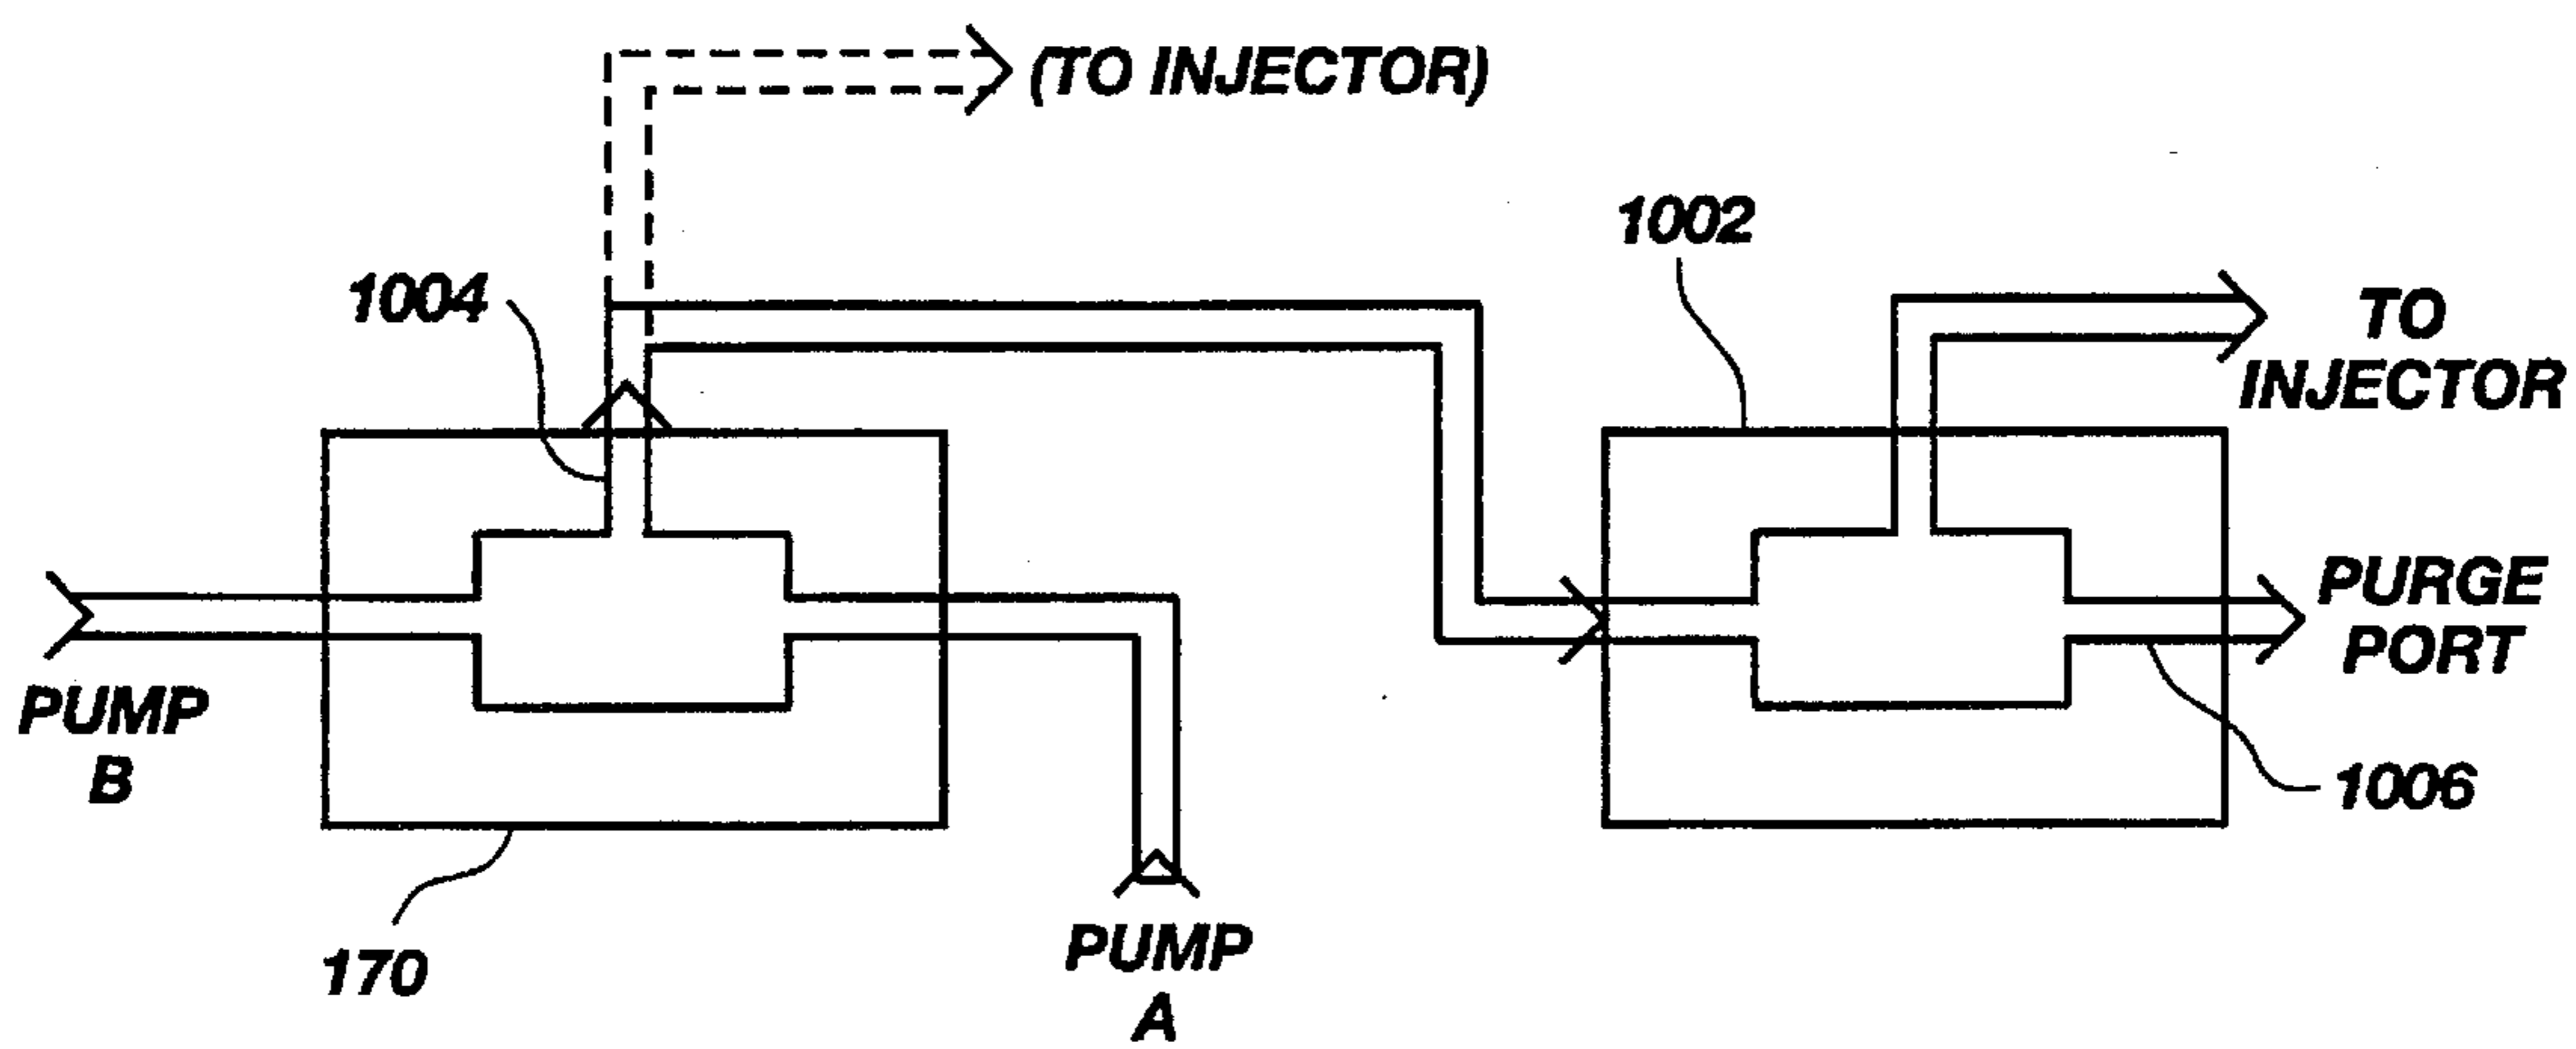 (TO INJECTOR)
1002
1004
TO
INJECTOR
PURGE
PORT
PUMP
B
1006
170
PUMP
A